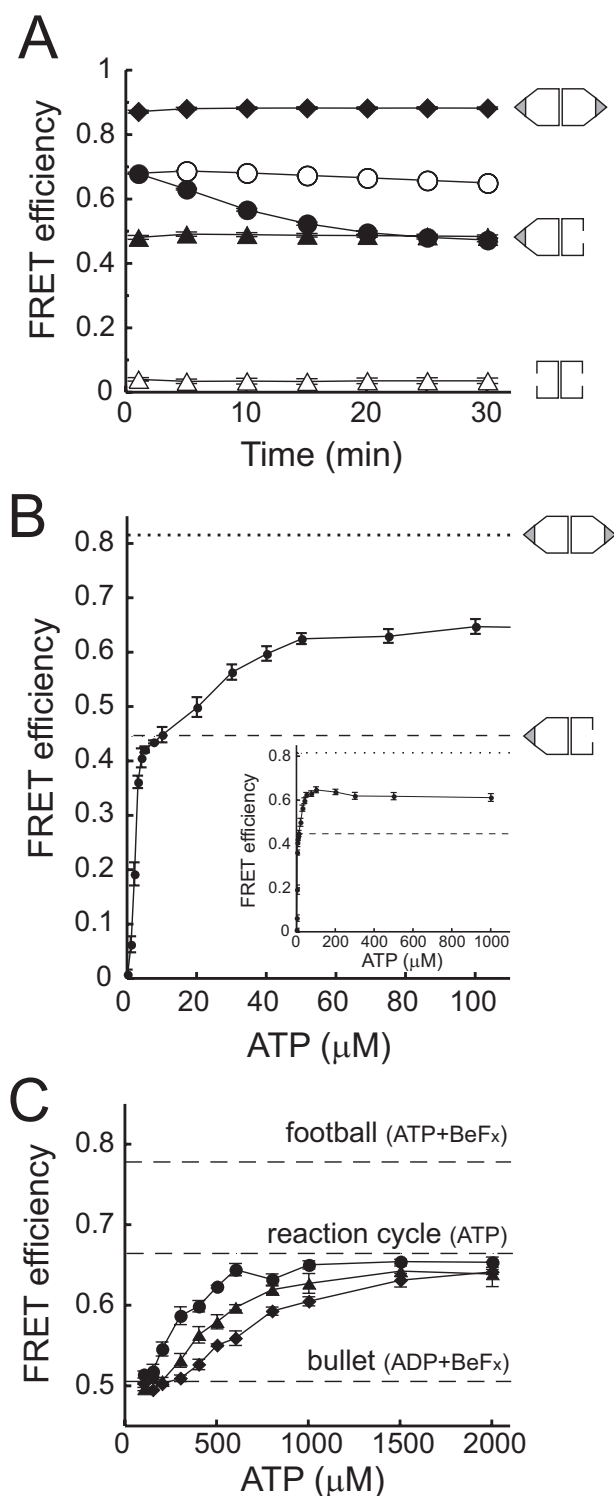 A
1
0.8
0.6
0.4
0.2
0
FRET efficiency
0 10 20 30
Time (min)
B
0.8
0.7
0.6
0.5
0.4
0.3
0.2
0.1
0
FRET efficiency
0 20 40 60 80 100
ATP (μM)
0.8
0.6
0.4
0.2
0
FRET efficiency
0 200 400 600 800 1000
ATP (μM)
C
0.8
0.7
0.6
0.5
FRET efficiency
football (ATP+BeFx)
reaction cycle (ATP)
bullet (ADP+BeFx)
0 500 1000 1500 2000
ATP (μM)